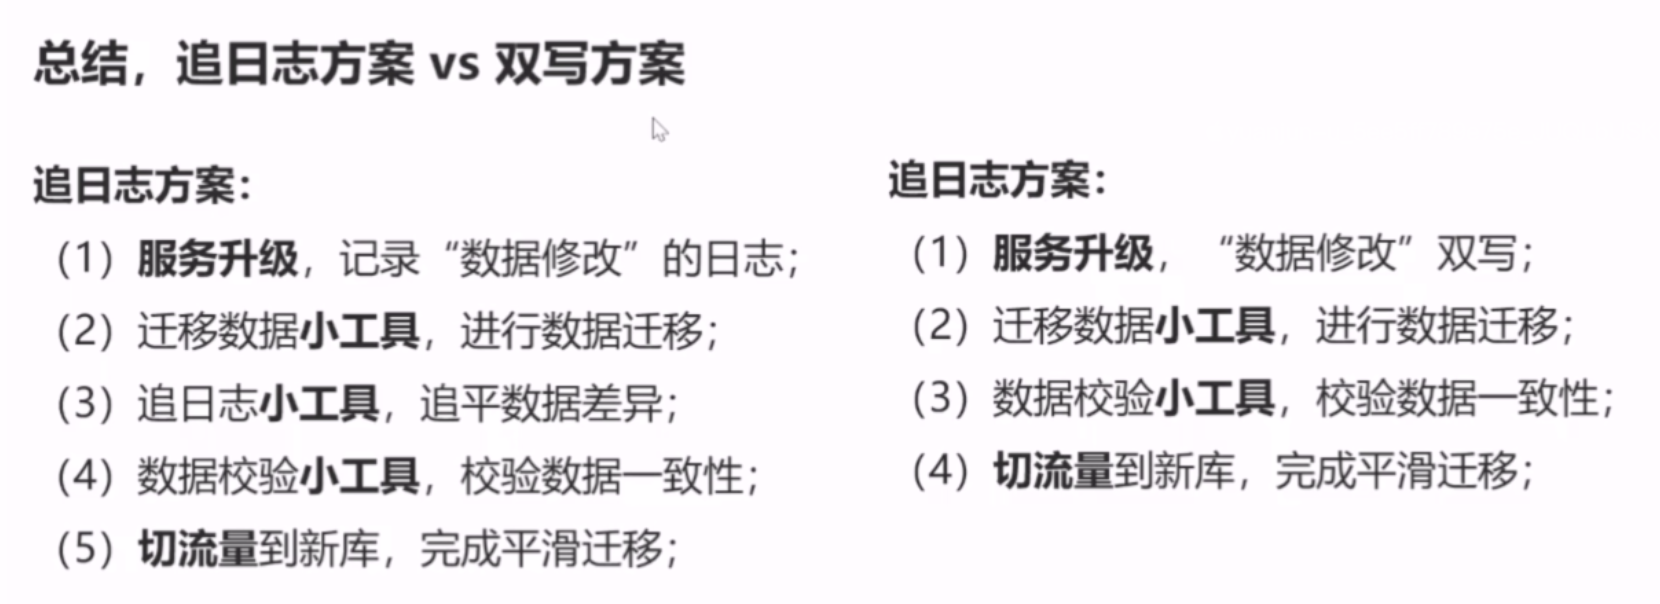 总结，追日志方案 vs 双写方案
追日志方案：
（1）服务升级，记录“数据修改”的日志；
（2）迁移数据小工具，进行数据迁移；
（3）追日志小工具，追平数据差异；
（4）数据校验小工具，校验数据一致性；
（5）切流量到新库，完成平滑迁移；
追日志方案：
（1）服务升级，“数据修改”双写；
（2）迁移数据小工具，进行数据迁移；
（3）数据校验小工具，校验数据一致性；
（4）切流量到新库，完成平滑迁移；